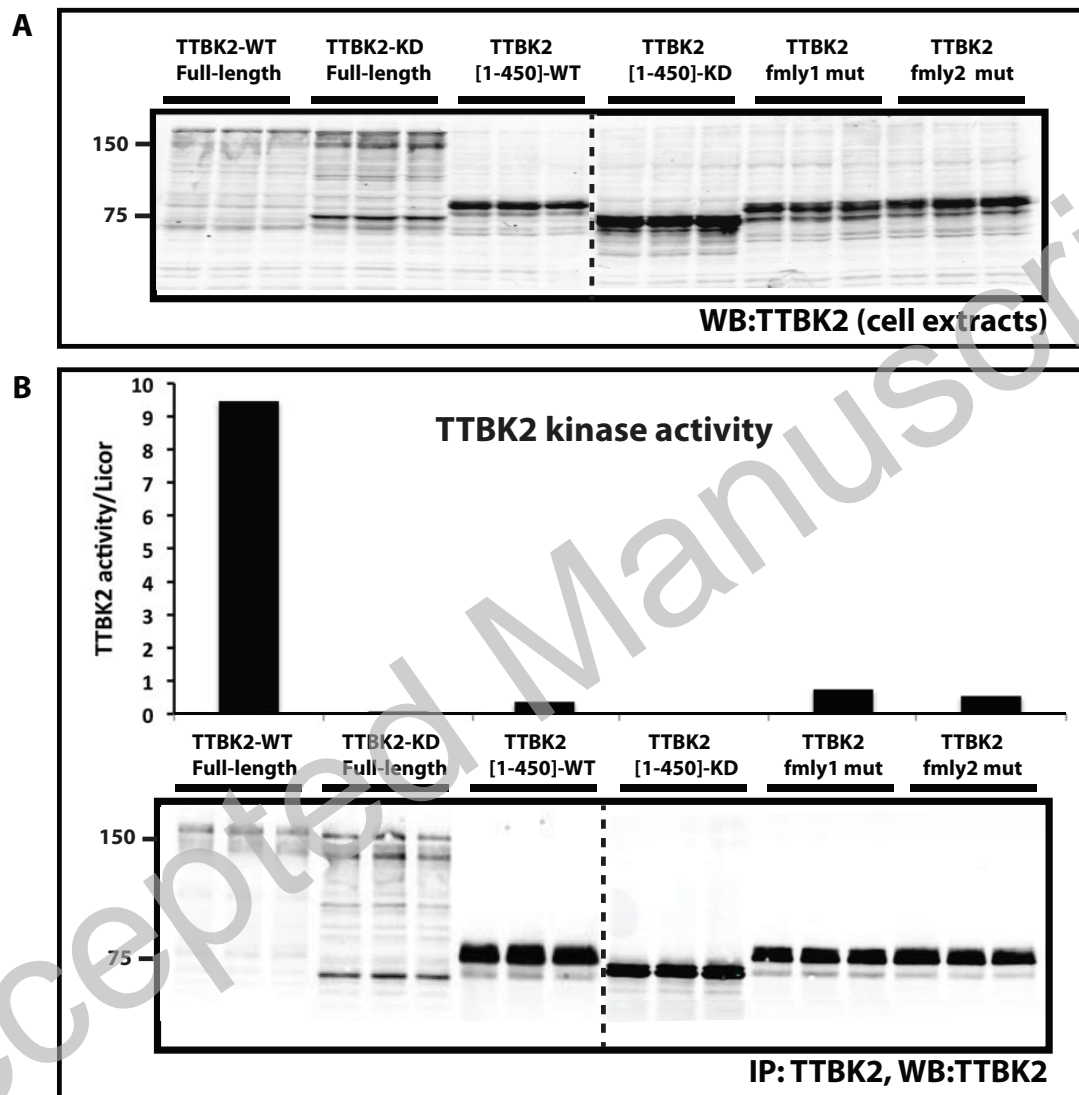 A
TTBK2-WT Full-length
TTBK2-KD Full-length
TTBK2 [1-450]-WT
TTBK2 [1-450]-KD
TTBK2 fmly1 mut
TTBK2 fmly2 mut
150
75
WB:TTBK2 (cell extracts)
B
TTBK2 kinase activity
TTBK2 activity/Licor
10
9
8
7
6
5
4
3
2
1
0
TTBK2-WT Full-length
TTBK2-KD Full-length
TTBK2 [1-450]-WT
TTBK2 [1-450]-KD
TTBK2 fmly1 mut
TTBK2 fmly2 mut
150
75
IP: TTBK2, WB:TTBK2